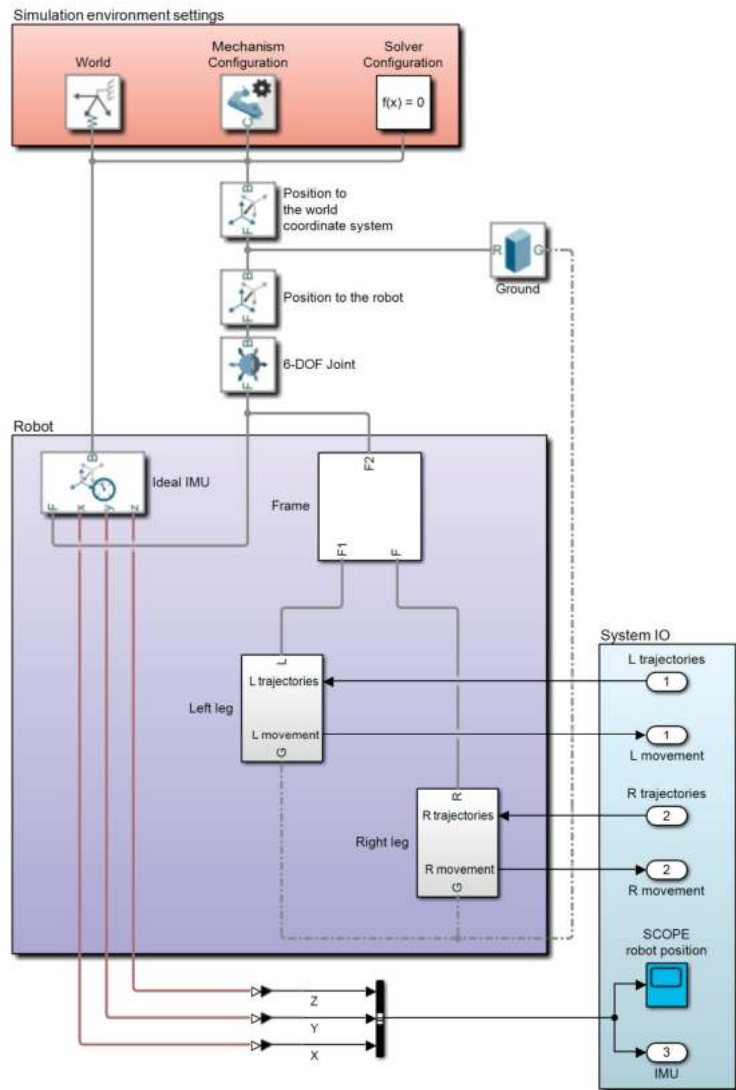 Simulation environment settings
World
Mechanism
Configuration
Solver
Configuration
W
C
f(x) = 0
B
Position to
the world
coordinate system
F
R
G
Ground
B
Position to the robot
F
B
6-DOF Joint
F
Robot
B
Ideal IMU
F
x
y
z
F2
Frame
F1
F
System IO
L
L trajectories
Left leg
L movement
G
L trajectories
1
1
L movement
R
R trajectories
Right leg
R movement
G
R trajectories
2
2
R movement
SCOPE
robot position
Z
Y
X
3
IMU